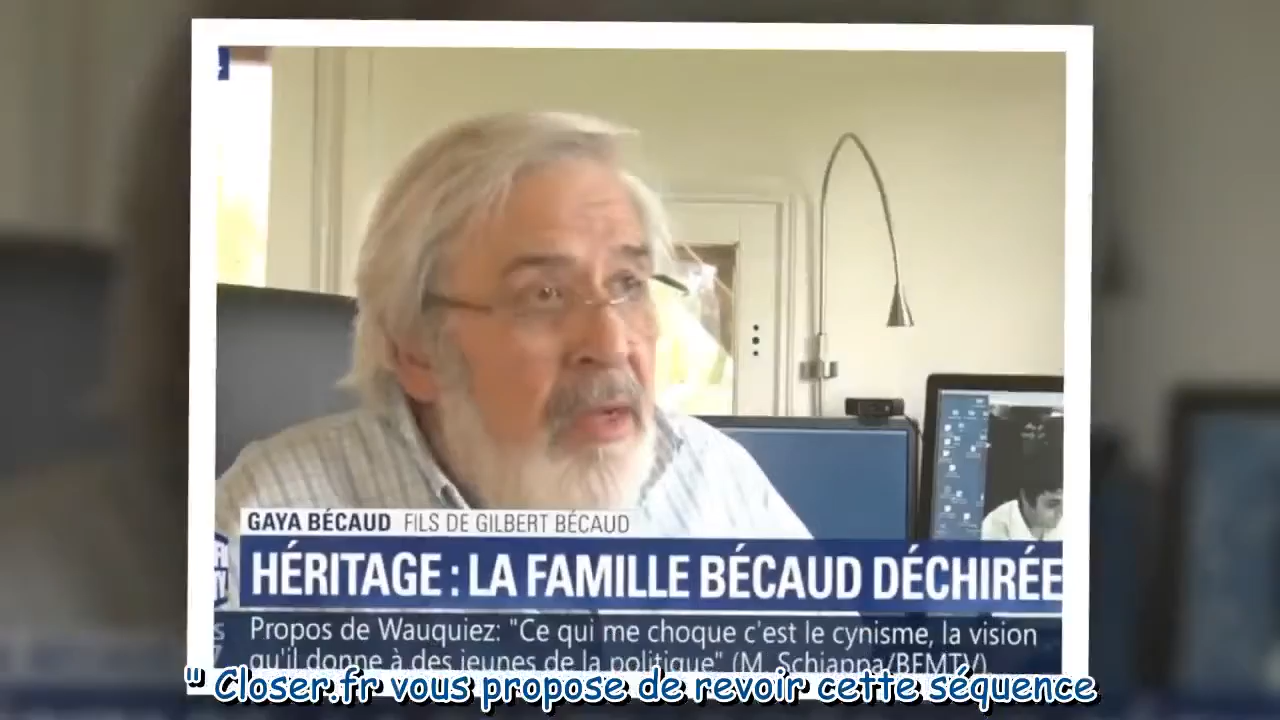 GAYA BÉCAUD FILS DE GILBERT BÉCAUD
HÉRITAGE : LA FAMILLE BÉCAUD DÉCHIRÉE
Propos de Wauquiez: "Ce qui me choque c'est le cynisme, la vision
qu'il donne à des jeunes de la politique" (M. Schiappa/BFMTV).
" Closer.fr vous propose de revoir cette séquence